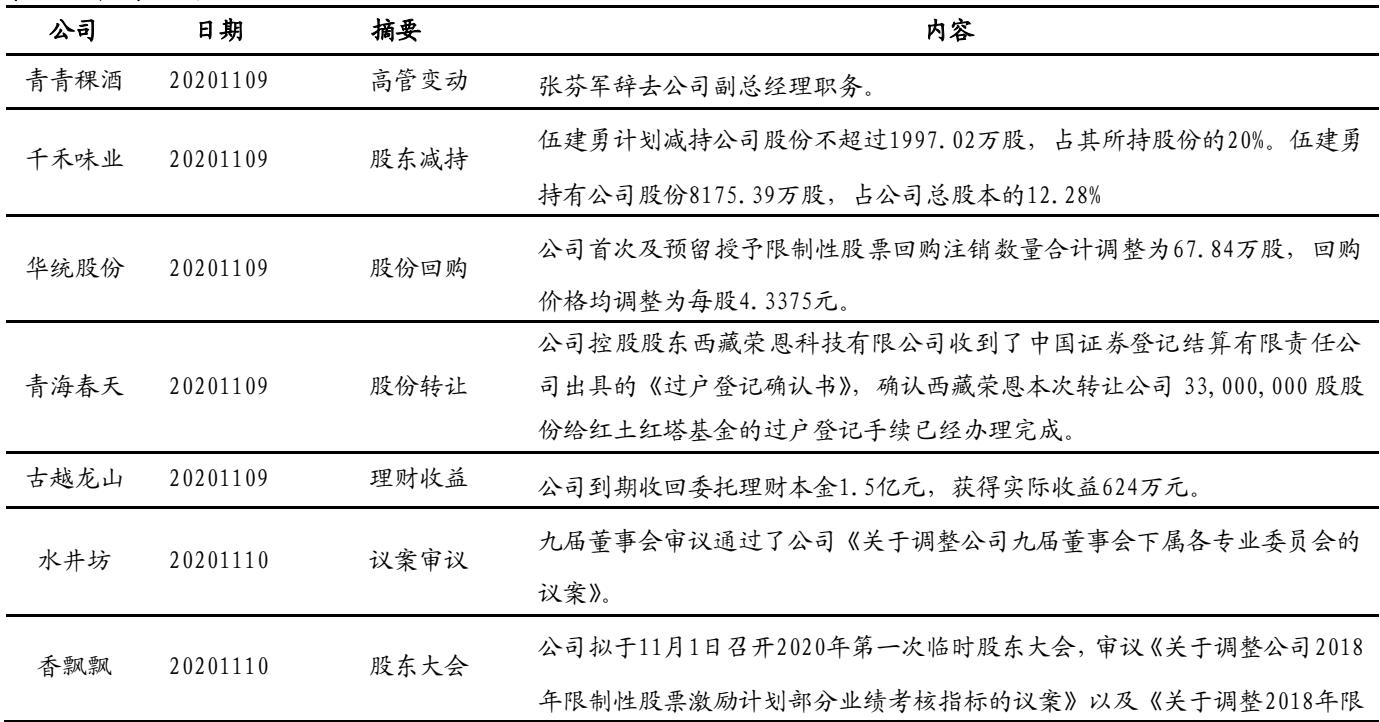 公司 日期 摘要 内容
青青稞酒 20201109 高管变动 张芬军辞去公司副总经理职务。
伍建勇计划减持公司股份不超过1997.02万股，占其所持股份的20%。伍建勇
千禾味业 20201109 股东减持
持有公司股份8175.39万股，占公司总股本的12.28%
公司首次及预留授予限制性股票回购注销数量合计调整为67.84万股，回购
华统股份 20201109 股份回购
价格均调整为每股4.3375元。
公司控股股东西藏荣恩科技有限公司收到了中国证券登记结算有限责任公
青海春天 20201109 股份转让 司出具的《过户登记确认书》，确认西藏荣恩本次转让公司 33,000,000 股股
份给红土红塔基金的过户登记手续已经办理完成。
古越龙山 20201109 理财收益 公司到期收回委托理财本金1.5亿元，获得实际收益624万元。
九届董事会审议通过了公司《关于调整公司九届董事会下属各专业委员会的
水井坊 20201110 议案审议
议案》。
公司拟于11月1日召开2020年第一次临时股东大会，审议《关于调整公司2018
香飘飘 20201110 股东大会
年限制性股票激励计划部分业绩考核指标的议案》以及《关于调整2018年限